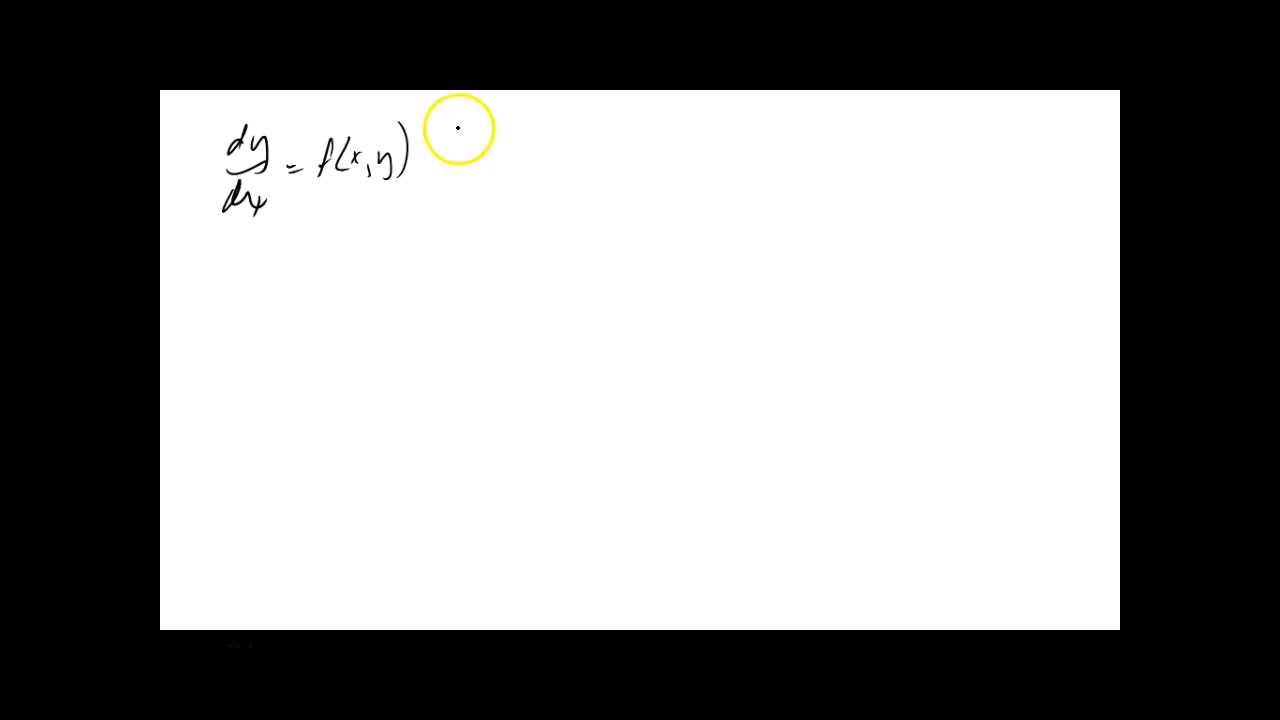 dy/dx = f(x,y)